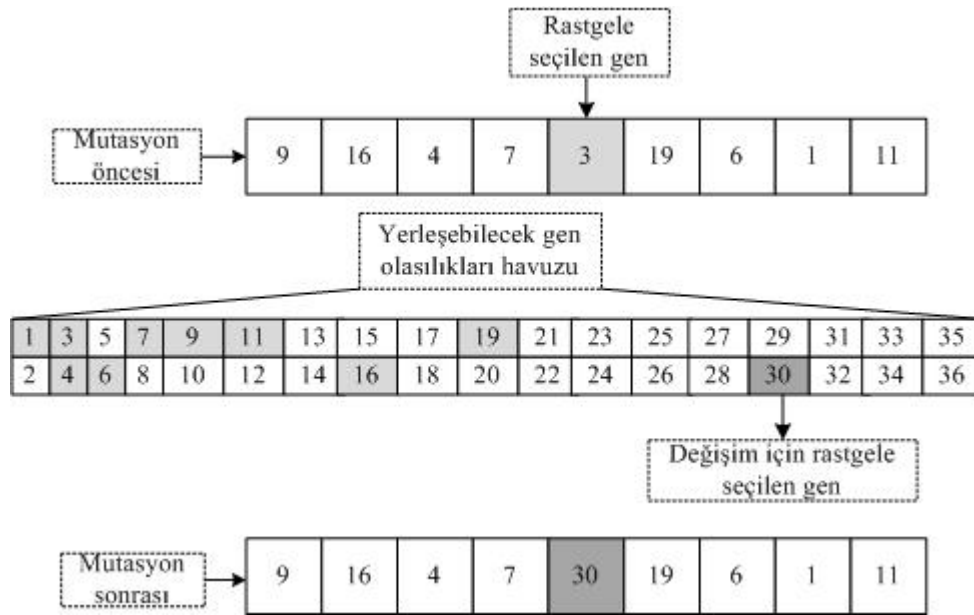 Rastgele
seçilen gen
Mutasyon
öncesi
9 16 4 7 3 19 6 1 11
Yerleşebilecek gen
olasılıkları havuzu
1 3 5 7 9 11 13 15 17 19 21 23 25 27 29 31 33 35
2 4 6 8 10 12 14 16 18 20 22 24 26 28 30 32 34 36
Değişim için rastgele
seçilen gen
Mutasyon
sonrası
9 16 4 7 30 19 6 1 11